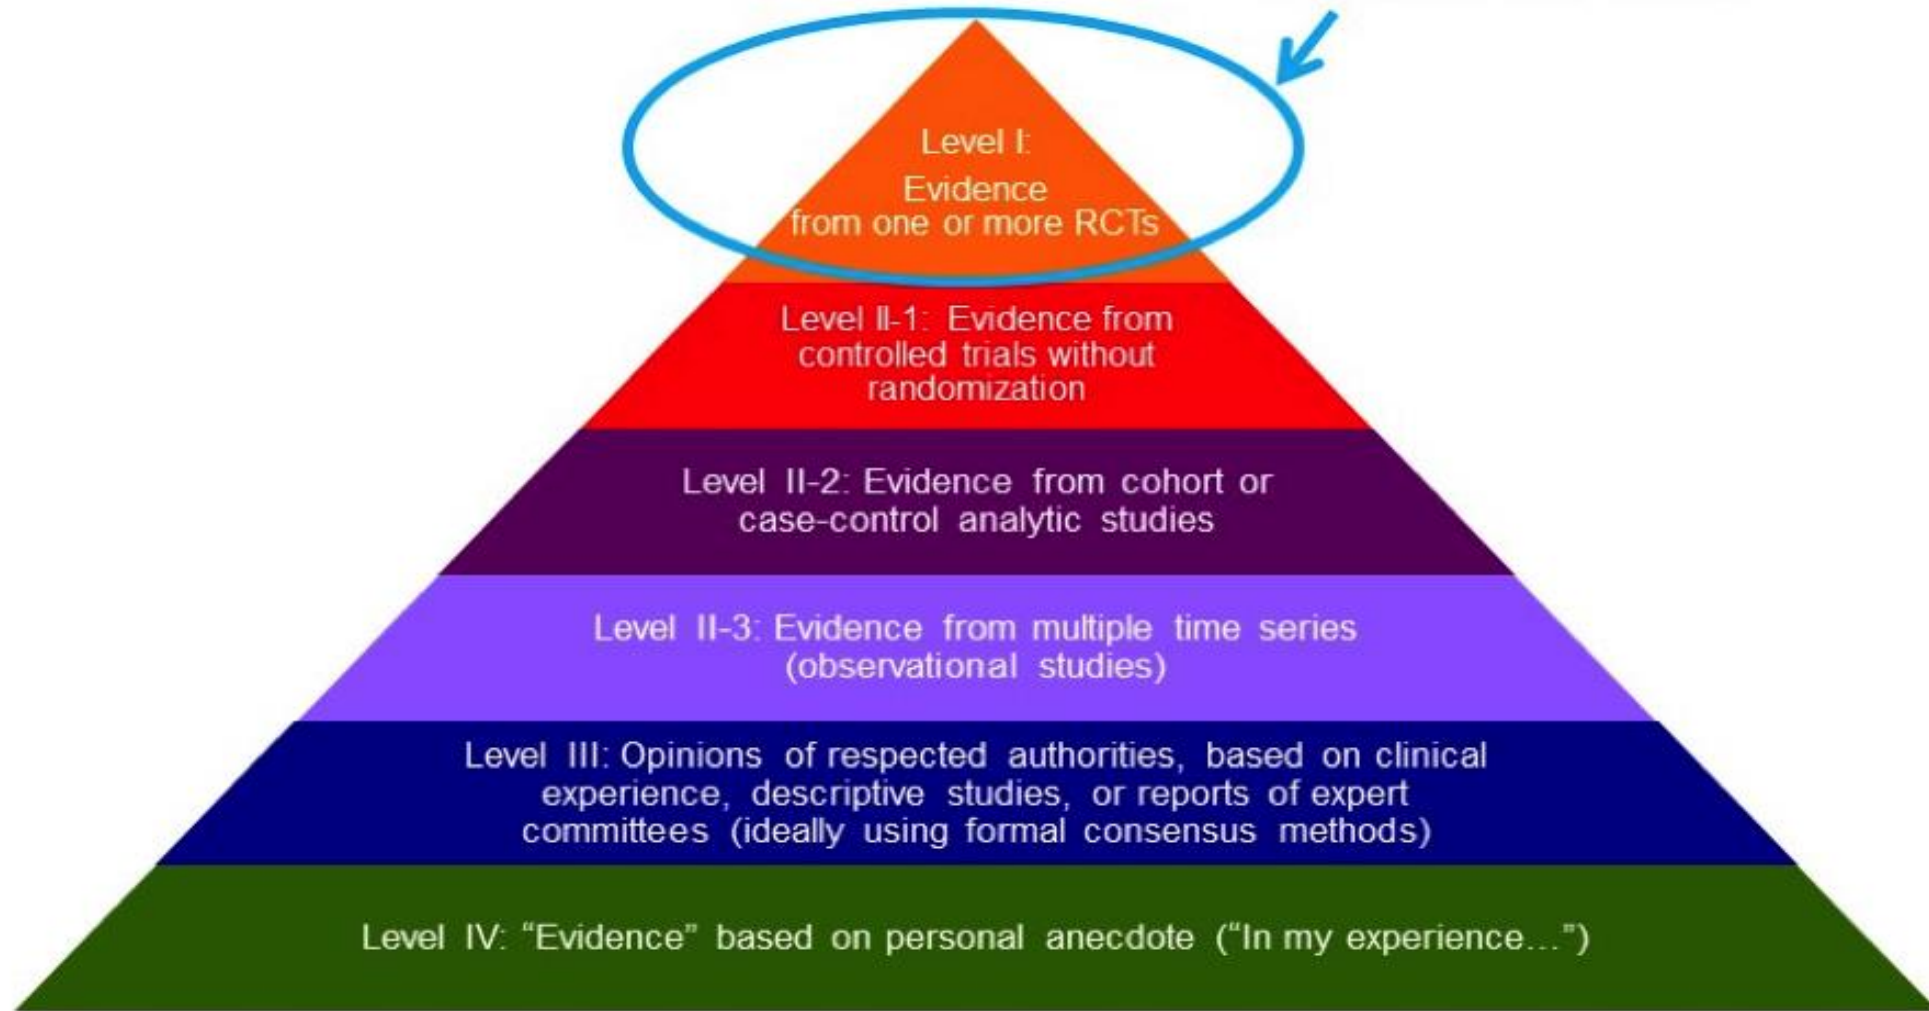 Level I:
Evidence
from one or more RCTs
Level II-1: Evidence from
controlled trials without
randomization
Level II-2: Evidence from cohort or
case-control analytic studies
Level II-3: Evidence from multiple time series
(observational studies)
Level III: Opinions of respected authorities, based on clinical
experience, descriptive studies, or reports of expert
committees (ideally using formal consensus methods)
Level IV: “Evidence” based on personal anecdote (“In my experience…”)